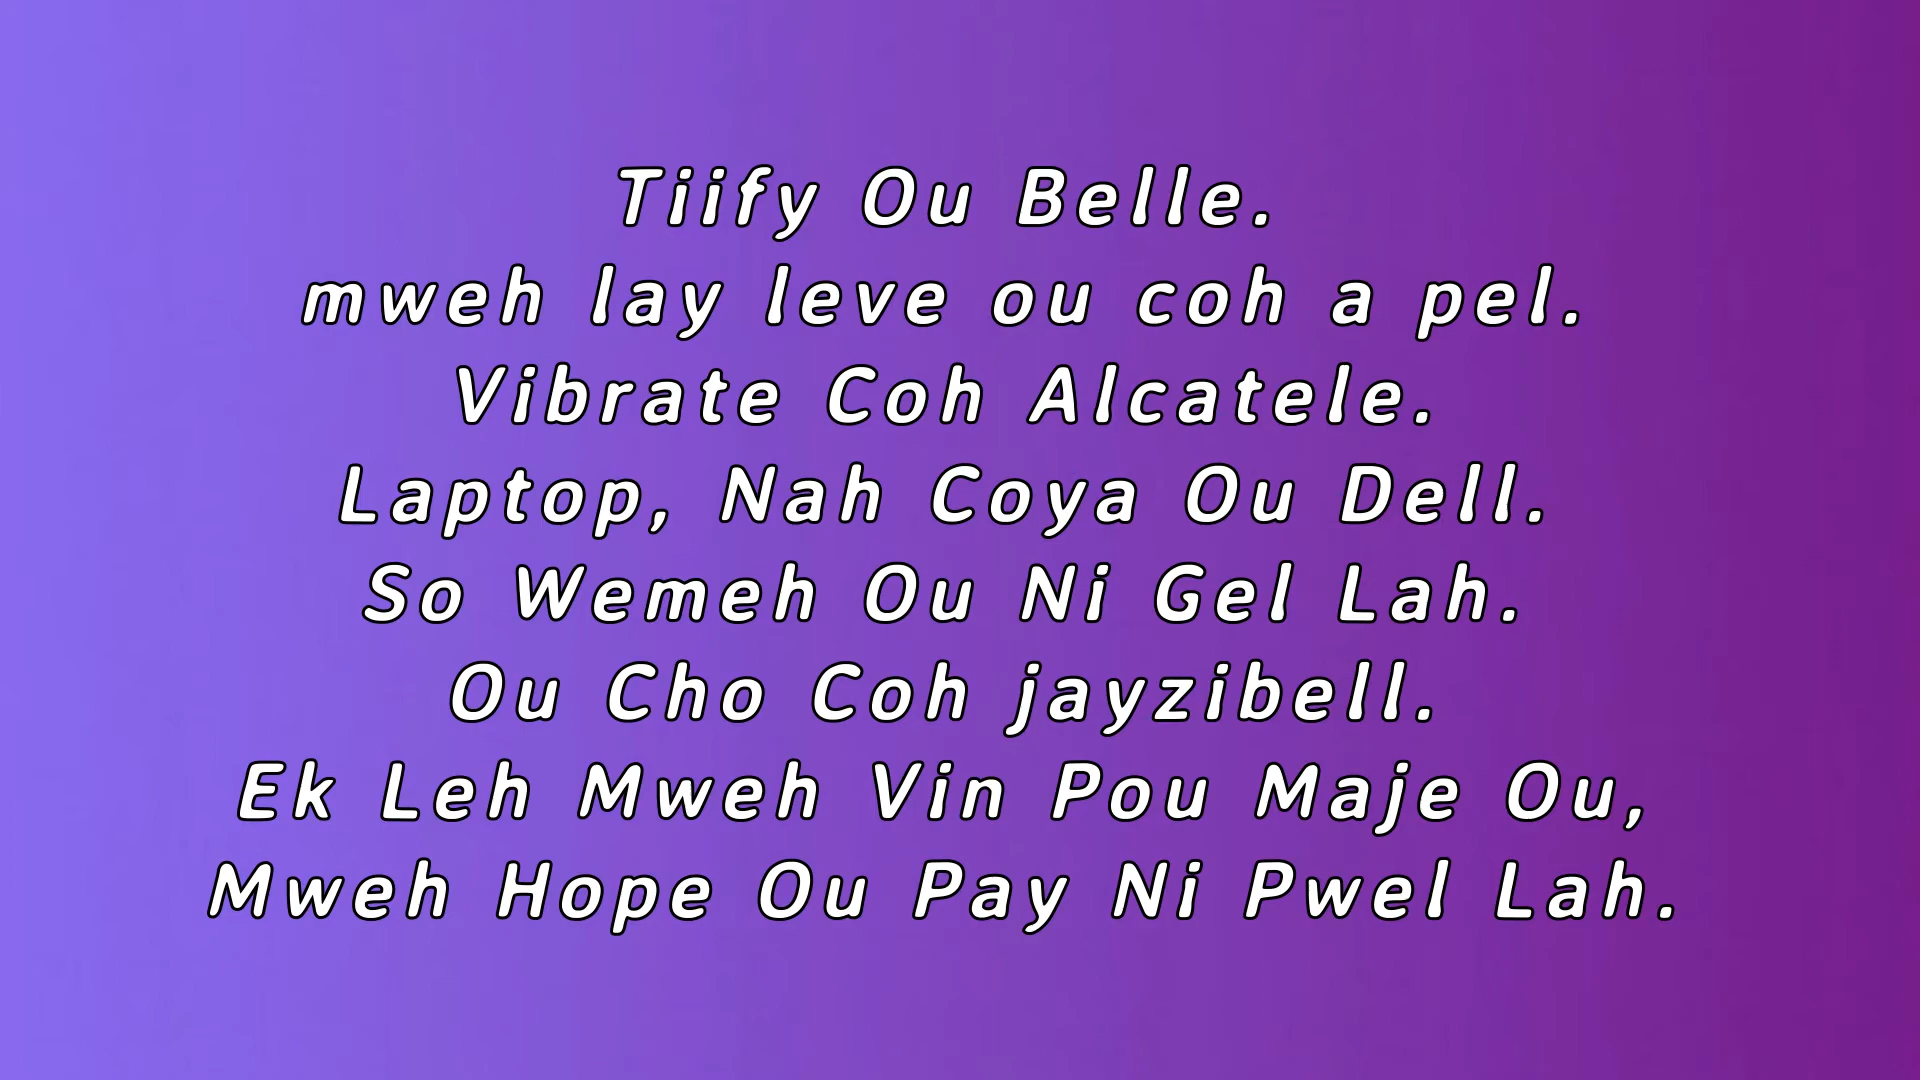 Tiify Ou Belle.
mweh lay leve ou coh a pel.
Vibrate Coh Alcatele.
Laptop, Nah Coya Ou Dell.
So Wemeh Ou Ni Gel Lah.
Ou Cho Coh jayzibell.
Ek Leh Mweh Vin Pou Maje Ou,
Mweh Hope Ou Pay Ni Pwel Lah.